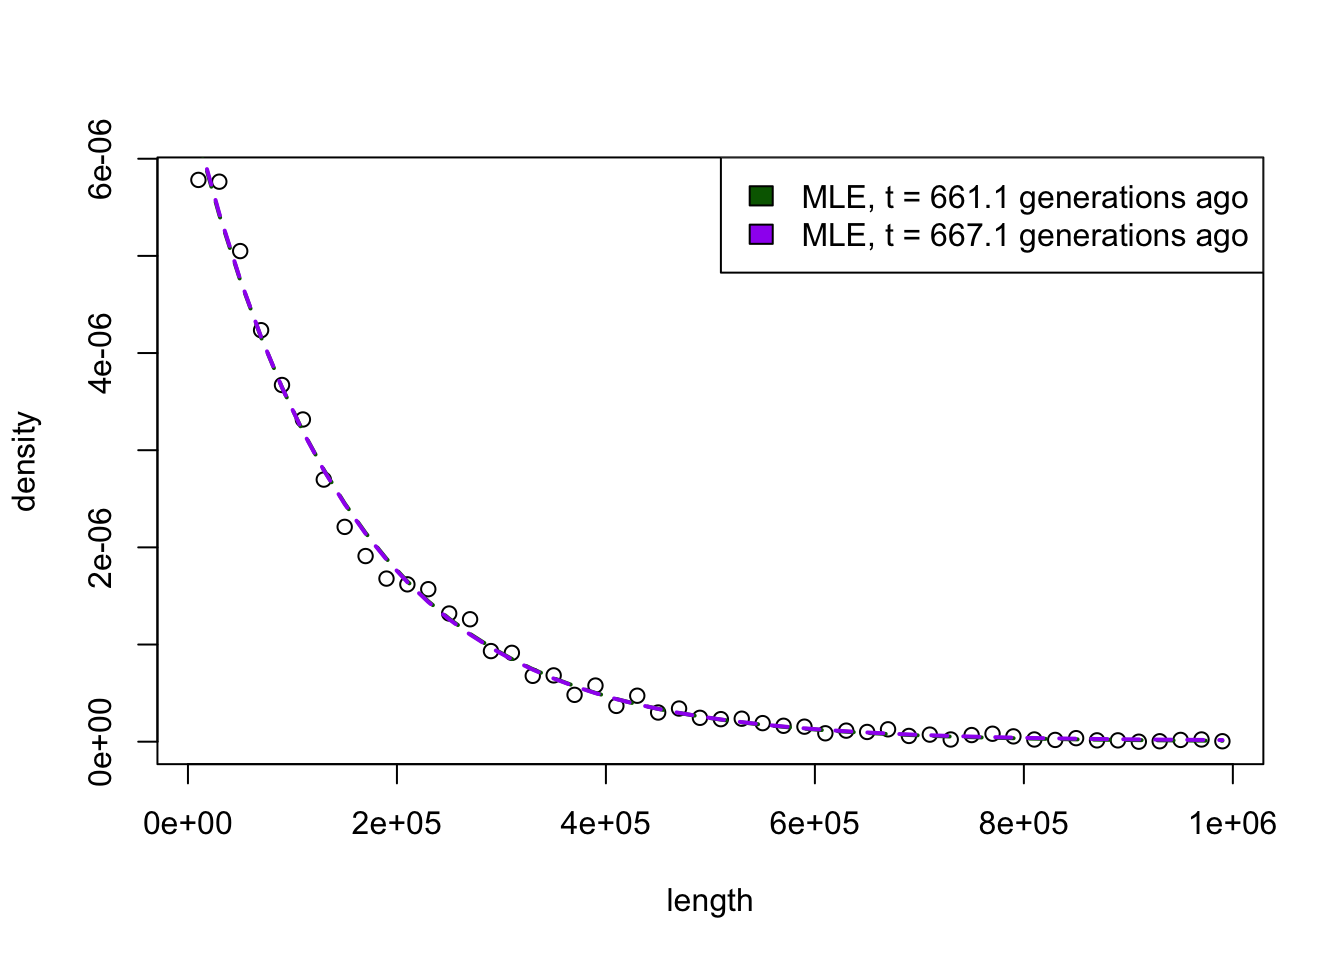 MLE, t = 661.1 generations ago
MLE, t = 667.1 generations ago
density
6e-06
4e-06
2e-06
0e+00
0e+00 2e+05 4e+05 6e+05 8e+05 1e+06
length